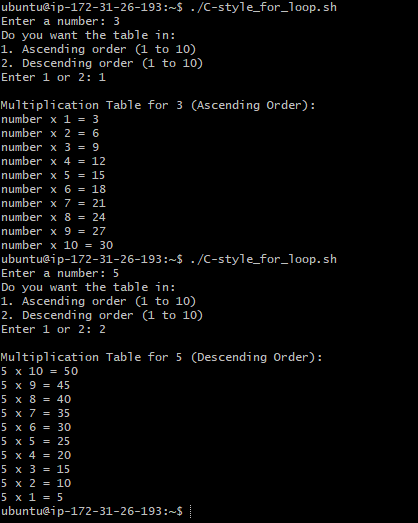 ubuntu@ip-172-31-26-193:~$ ./C-style_for_loop.sh
Enter a number: 3
Do you want the table in:
1. Ascending order (1 to 10)
2. Descending order (1 to 10)
Enter 1 or 2: 1
Multiplication Table for 3 (Ascending Order):
number x 1 = 3
number x 2 = 6
number x 3 = 9
number x 4 = 12
number x 5 = 15
number x 6 = 18
number x 7 = 21
number x 8 = 24
number x 9 = 27
number x 10 = 30
ubuntu@ip-172-31-26-193:~$ ./C-style_for_loop.sh
Enter a number: 5
Do you want the table in:
1. Ascending order (1 to 10)
2. Descending order (1 to 10)
Enter 1 or 2: 2
Multiplication Table for 5 (Descending Order):
5 x 10 = 50
5 x 9 = 45
5 x 8 = 40
5 x 7 = 35
5 x 6 = 30
5 x 5 = 25
5 x 4 = 20
5 x 3 = 15
5 x 2 = 10
5 x 1 = 5
ubuntu@ip-172-31-26-193:~$